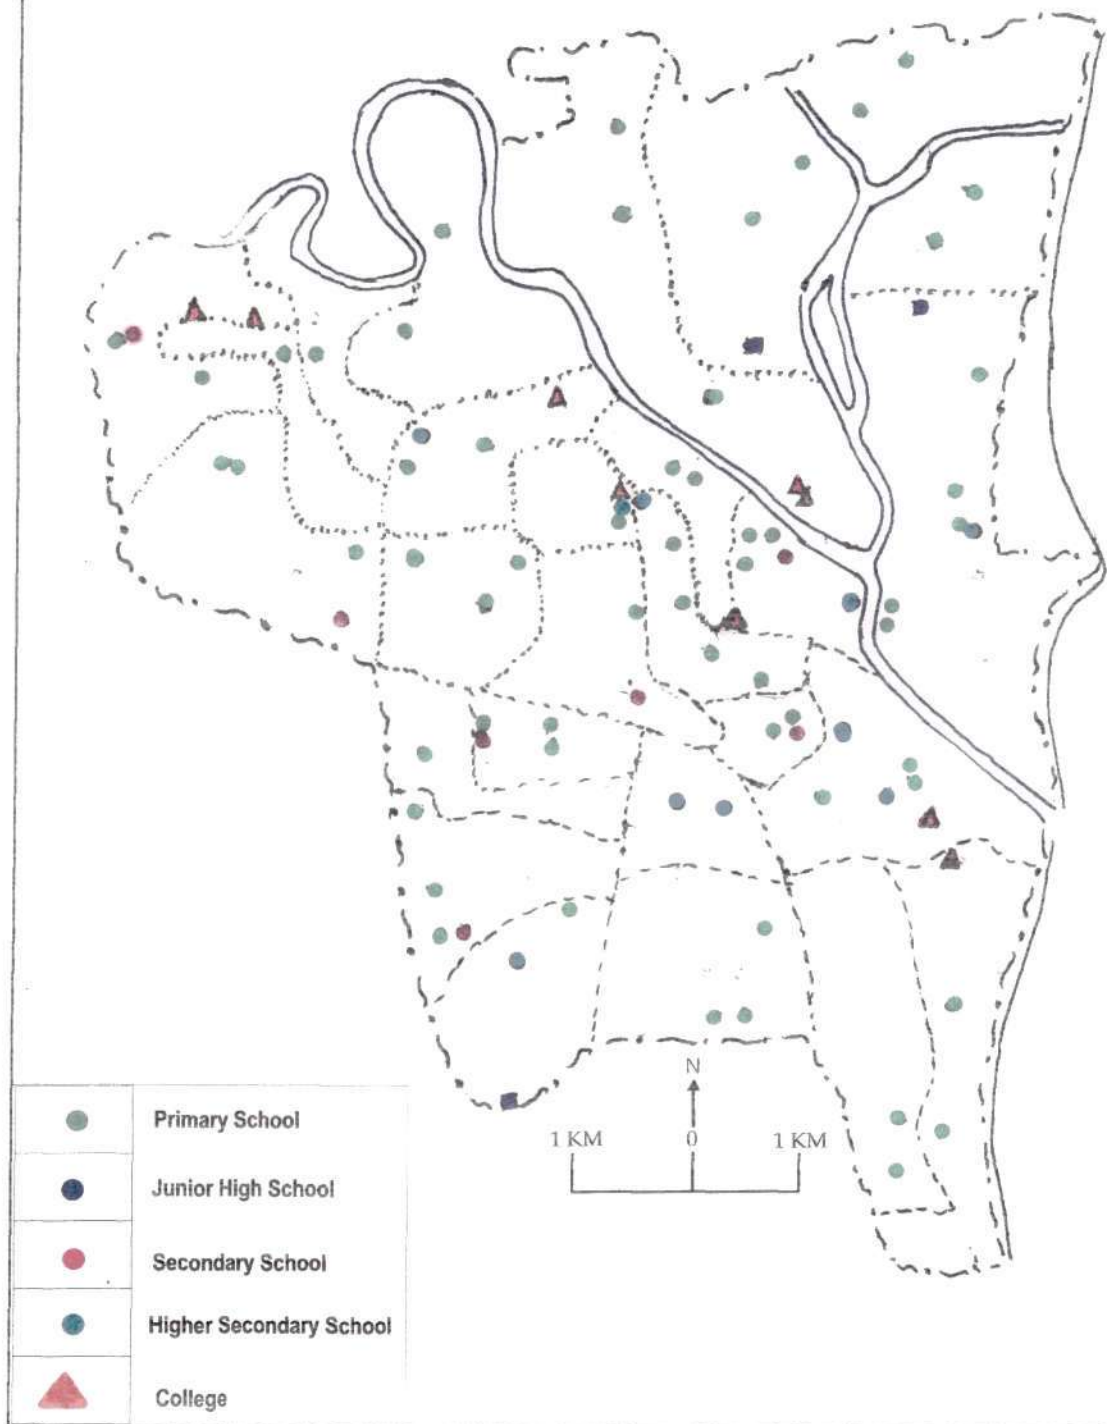 N
1 KM 0 1 KM
Primary School
Junior High School
Secondary School
Higher Secondary School
College